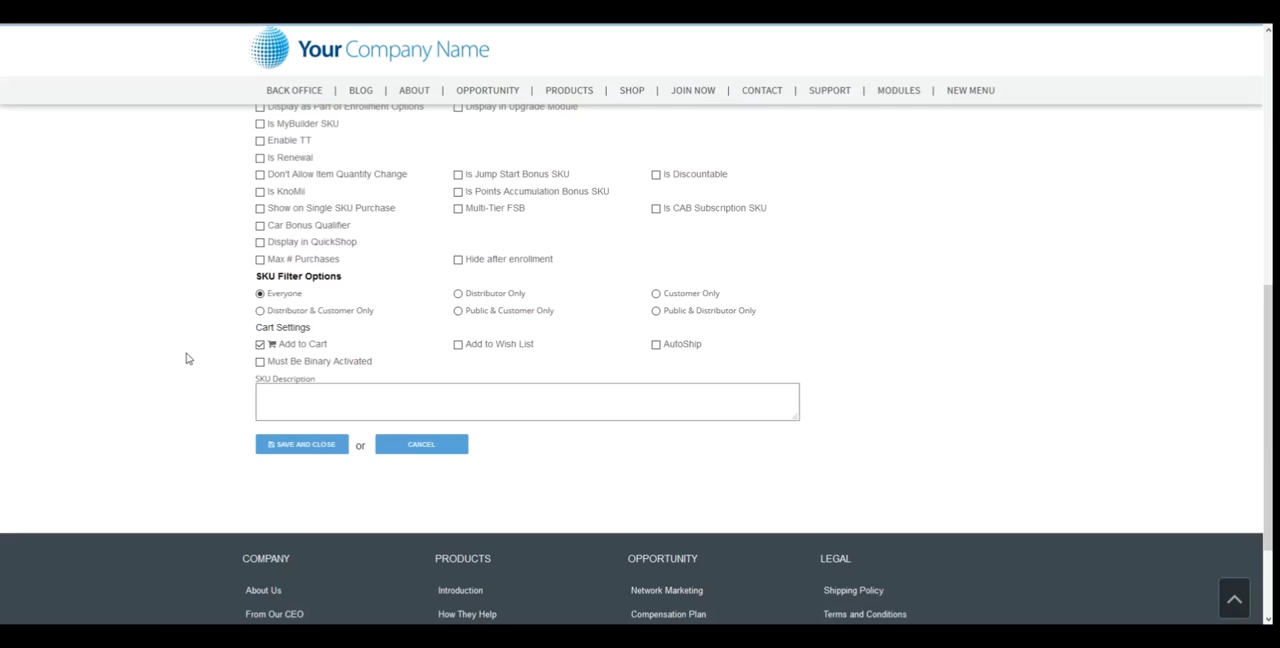 Your Company Name
BACK OFFICE | BLOG | ABOUT | OPPORTUNITY | PRODUCTS | SHOP | JOIN NOW | CONTACT | SUPPORT | MODULES | NEW MENU
Display as Part of Enrollment Options Display in Upgrade Module
Is MyBuilder SKU
Enable TT
Is Renewal
Don't Allow Item Quantity Change Is Jump Start Bonus SKU Is Discountable
Is KnoMii Is Points Accumulation Bonus SKU
Show on Single SKU Purchase Multi-Tier FSB Is CAB Subscription SKU
Car Bonus Qualifier
Display in QuickShop
Max # Purchases Hide after enrollment
SKU Filter Options
Everyone Distributor Only Customer Only
Distributor & Customer Only Public & Customer Only Public & Distributor Only
Cart Settings
Add to Cart Add to Wish List AutoShip
Must Be Binary Activated
SKU Description
SAVE AND CLOSE or CANCEL
COMPANY PRODUCTS OPPORTUNITY LEGAL
About Us Introduction Network Marketing Shipping Policy
From Our CEO How They Help Compensation Plan Terms and Conditions